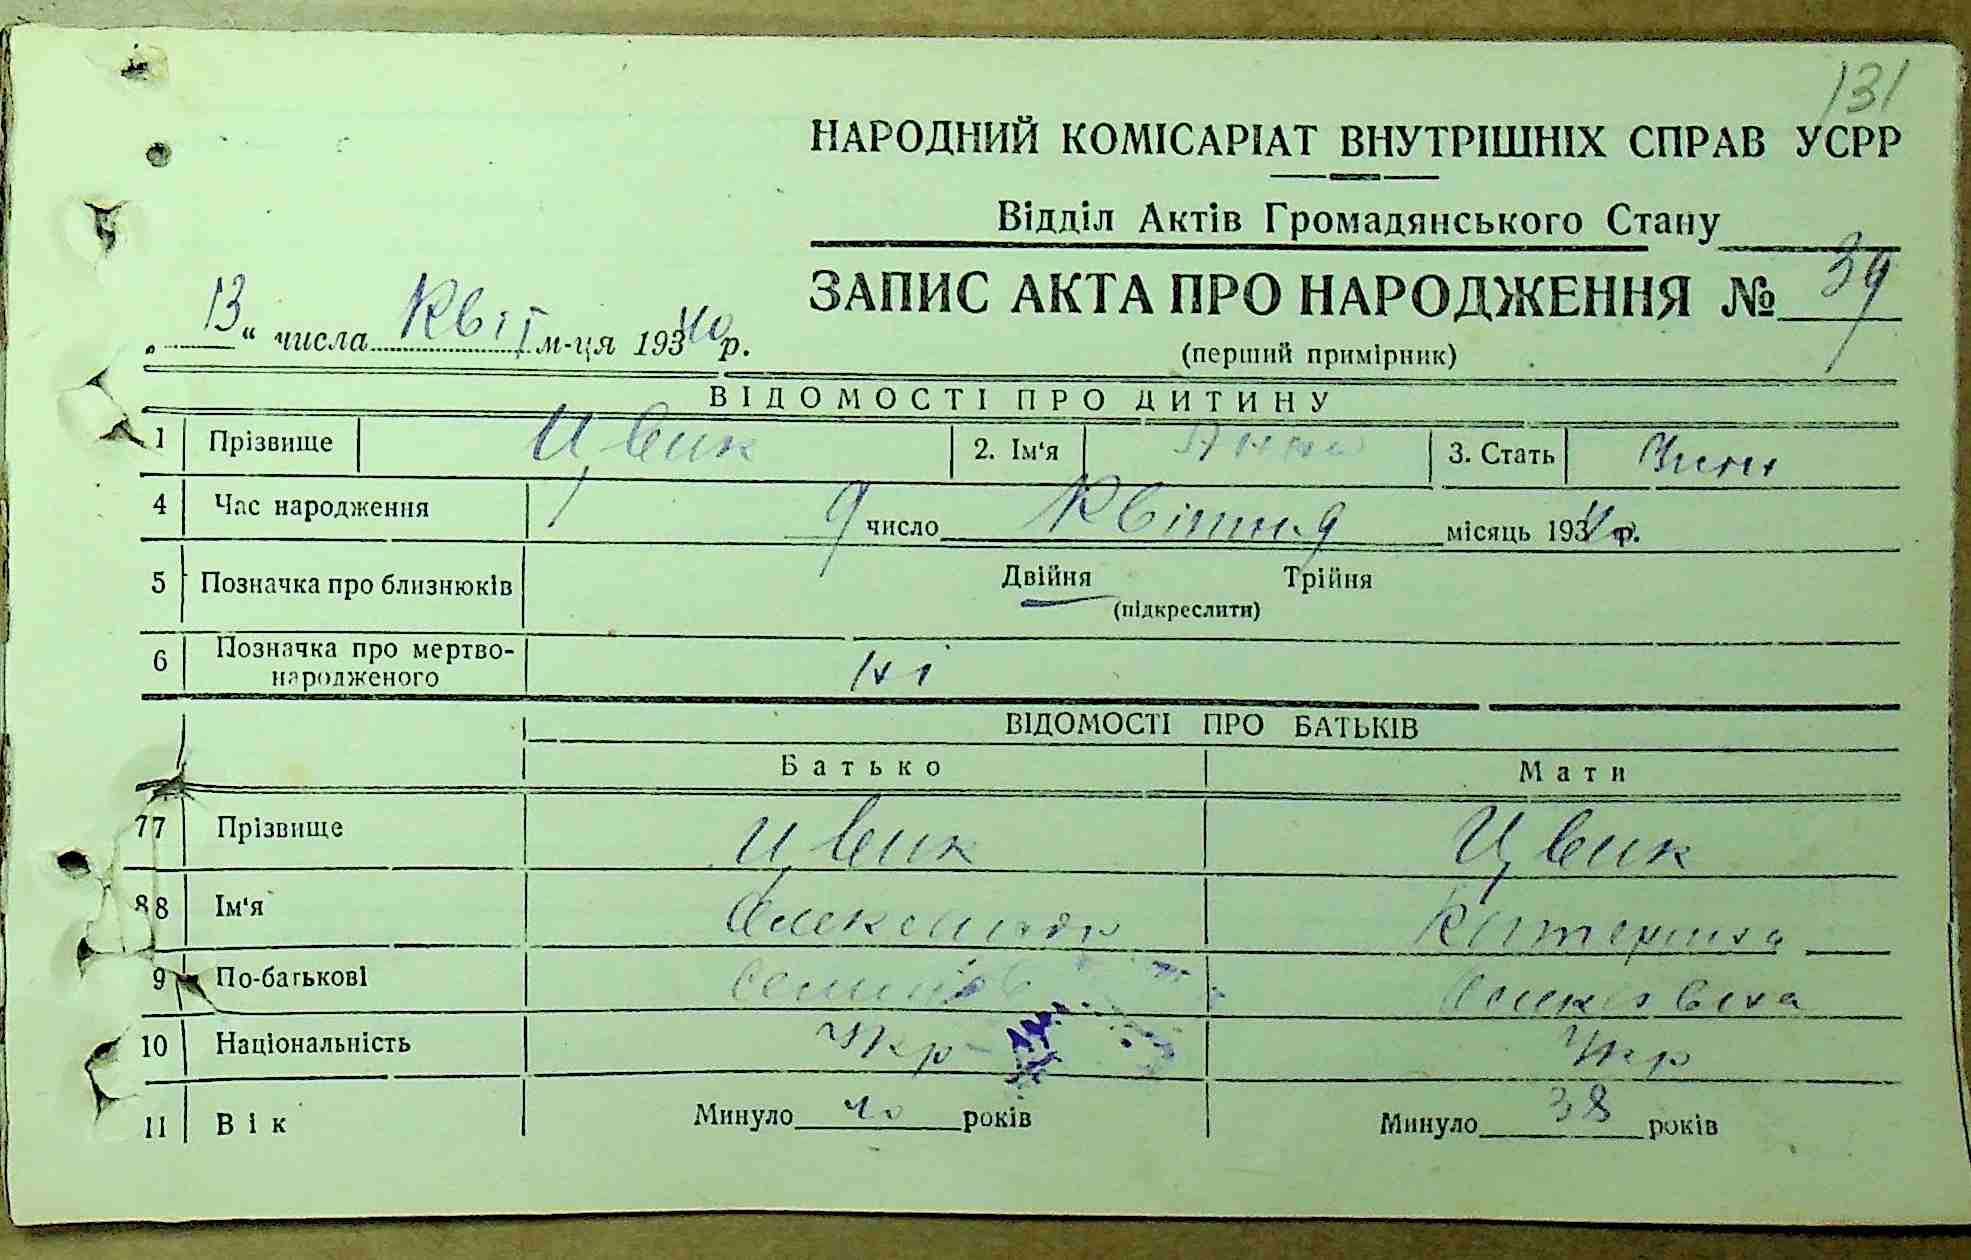 131
НАРОДНИЙ КОМІСАРІАТ ВНУТРІШНІХ СПРАВ УСРР
Відділ Актів Громадянського Стану
ЗАПИС АКТА ПРО НАРОДЖЕННЯ № 39
„13“ числа Квіт м-ця 1940 р.
(перший примірник)
ВІДОМОСТІ ПРО ДИТИНУ
1 Прізвище Цвик 2. Ім'я Анна 3. Стать
4 Час народження 9 число Квітня місяць 1940 р.
5 Позначка про близнюків Двійня Трійня
(підкреслити)
6 Позначка про мертво-
народженого ні
ВІДОМОСТІ ПРО БАТЬКІВ
Батько Мати
7 Прізвище Цвик Цвик
8 Ім'я Олександр Катерина
9 По-батькові
10 Національність Укр Укр
11 Вік Минуло 40 років Минуло 38 років